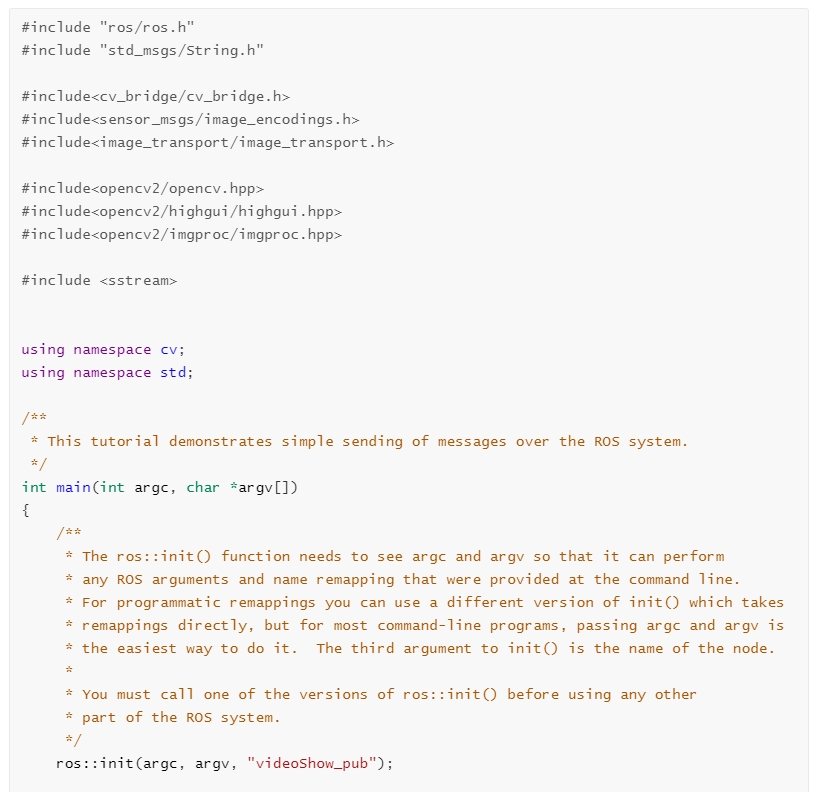 #include "ros/ros.h"
#include "std_msgs/String.h"
#include<cv_bridge/cv_bridge.h>
#include<sensor_msgs/image_encodings.h>
#include<image_transport/image_transport.h>
#include<opencv2/opencv.hpp>
#include<opencv2/highgui/highgui.hpp>
#include<opencv2/imgproc/imgproc.hpp>
#include <sstream>
using namespace cv;
using namespace std;
/**
 * This tutorial demonstrates simple sending of messages over the ROS system.
 */
int main(int argc, char *argv[])
{
    /**
     * The ros::init() function needs to see argc and argv so that it can perform
     * any ROS arguments and name remapping that were provided at the command line.
     * For programmatic remappings you can use a different version of init() which takes
     * remappings directly, but for most command-line programs, passing argc and argv is
     * the easiest way to do it.  The third argument to init() is the name of the node.
     *
     * You must call one of the versions of ros::init() before using any other
     * part of the ROS system.
     */
    ros::init(argc, argv, "videoShow_pub");